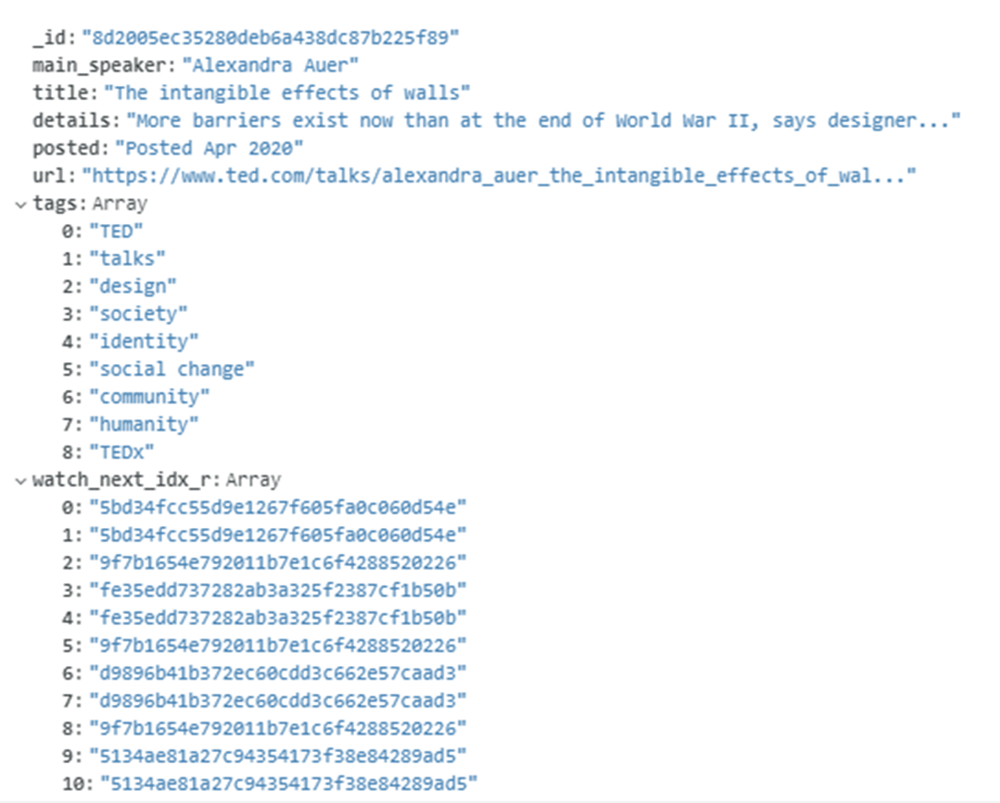 _id: "8d2005ec35280deb6a438dc87b225f89"
main_speaker: "Alexandra Auer"
title: "The intangible effects of walls"
details: "More barriers exist now than at the end of World War II, says designer..."
posted: "Posted Apr 2020"
url: "https://www.ted.com/talks/alexandra_auer_the_intangible_effects_of_wal..."
tags: Array
0: "TED"
1: "talks"
2: "design"
3: "society"
4: "identity"
5: "social change"
6: "community"
7: "humanity"
8: "TEDx"
watch_next_idx_r: Array
0: "5bd34fcc55d9e1267f605fa0c060d54e"
1: "5bd34fcc55d9e1267f605fa0c060d54e"
2: "9f7b1654e792011b7e1c6f4288520226"
3: "fe35edd737282ab3a325f2387cf1b50b"
4: "fe35edd737282ab3a325f2387cf1b50b"
5: "9f7b1654e792011b7e1c6f4288520226"
6: "d9896b41b372ec60cdd3c662e57caad3"
7: "d9896b41b372ec60cdd3c662e57caad3"
8: "9f7b1654e792011b7e1c6f4288520226"
9: "5134ae81a27c94354173f38e84289ad5"
10: "5134ae81a27c94354173f38e84289ad5"